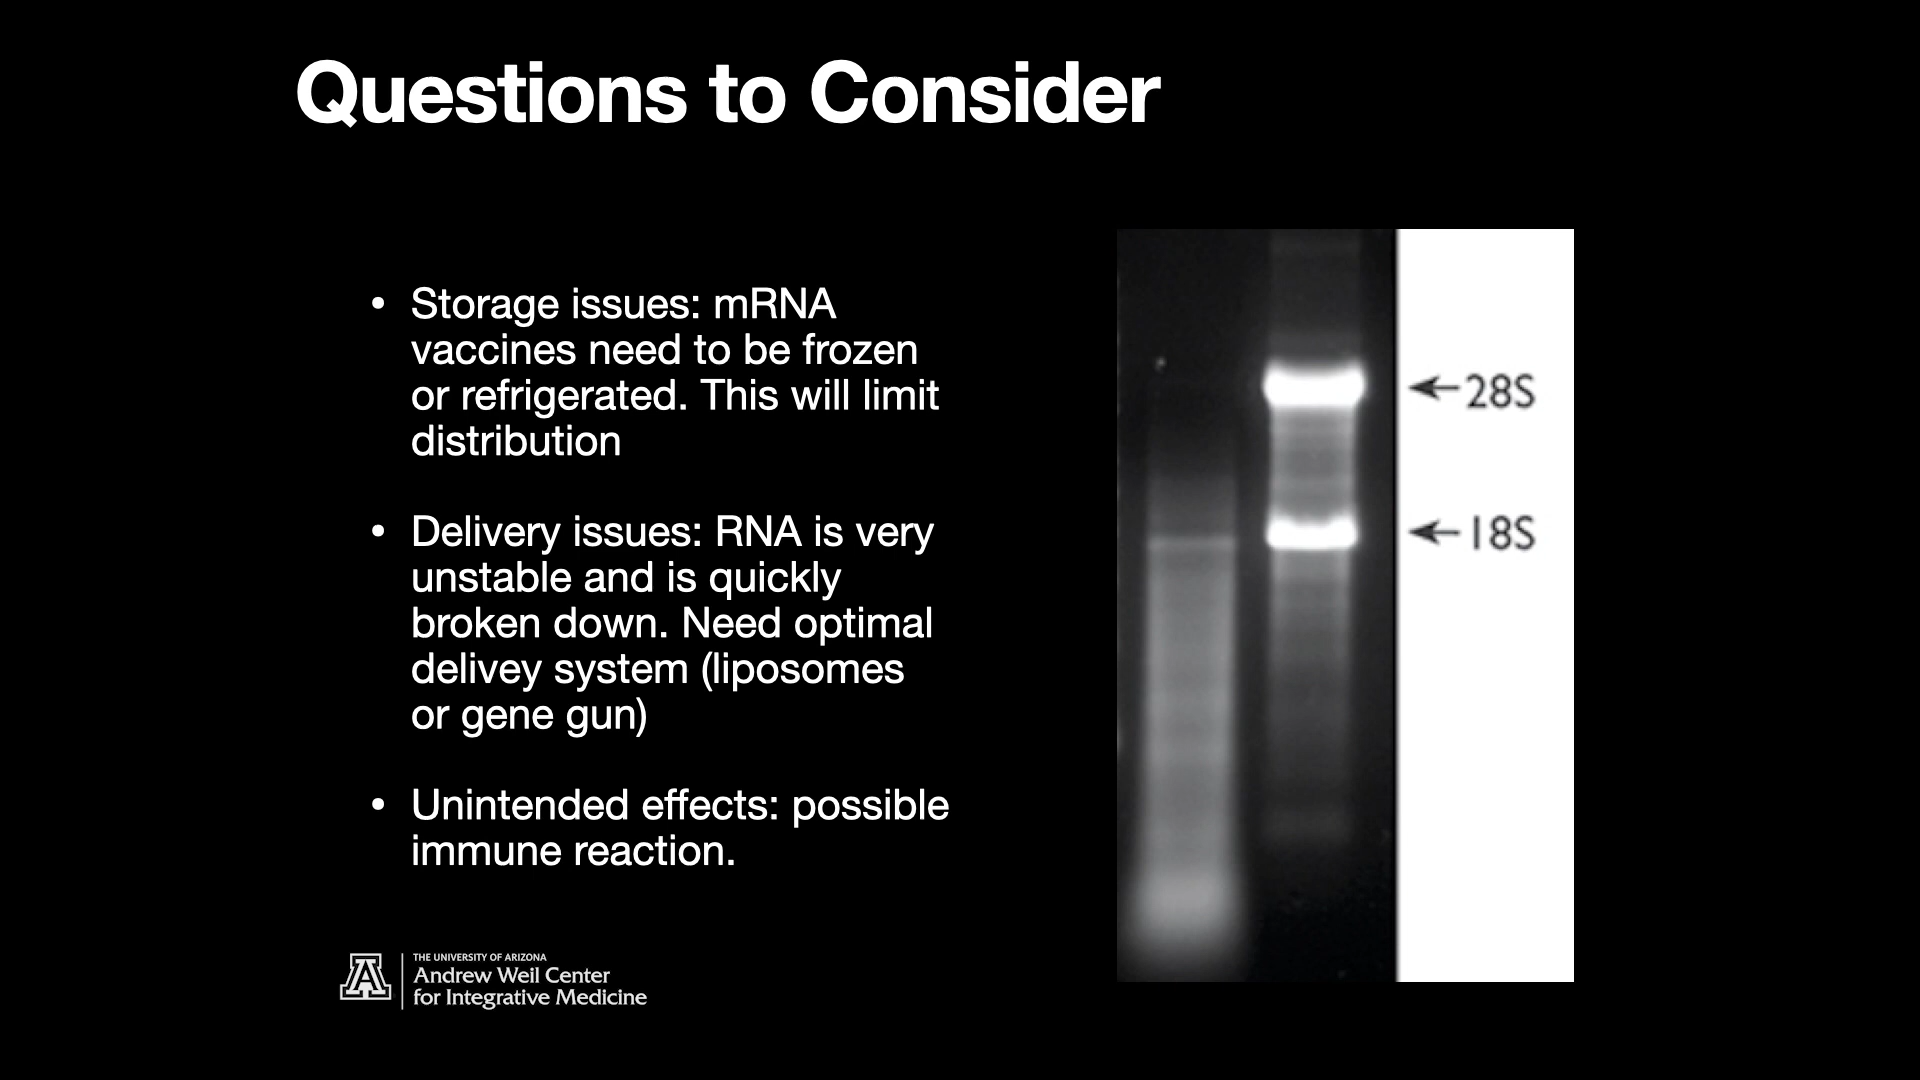 Questions to Consider
• Storage issues: mRNA
vaccines need to be frozen
or refrigerated. This will limit
distribution
• Delivery issues: RNA is very
unstable and is quickly
broken down. Need optimal
delivey system (liposomes
or gene gun)
• Unintended effects: possible
immune reaction.
28S
18S
A
THE UNIVERSITY OF ARIZONA
Andrew Weil Center
for Integrative Medicine